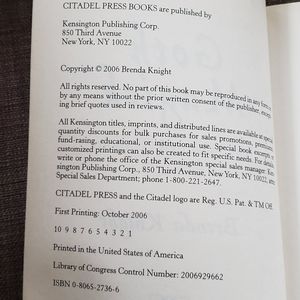 CITADEL PRESS BOOKS are published by
Kensington Publishing Corp.
850 Third Avenue
New York, NY 10022
Copyright © 2006 Brenda Knight
All rights reserved. No part of this book may be reproduced in any form or
by any means without the prior written consent of the publisher, except-
ing brief quotes used in reviews.
All Kensington titles, imprints, and distributed lines are available at special
quantity discounts for bulk purchases for sales promotions, premiums,
fund-rasing, educational, or institutional use. Special book excerpts or
customized printings can also be created to fit specific needs. For details,
write or phone the office of the Kensington special sales manager: Kens-
ington Publishing Corp., 850 Third Avenue, New York, NY 10022, attn:
Special Sales Department; phone 1-800-221-2647.
CITADEL PRESS and the Citadel logo are Reg. U.S. Pat. & TM Off.
First Printing: October 2006
10 9 8 7 6 5 4 3 2 1
Printed in the United States of America
Library of Congress Control Number: 2006929662
ISBN 0-8065-2736-6